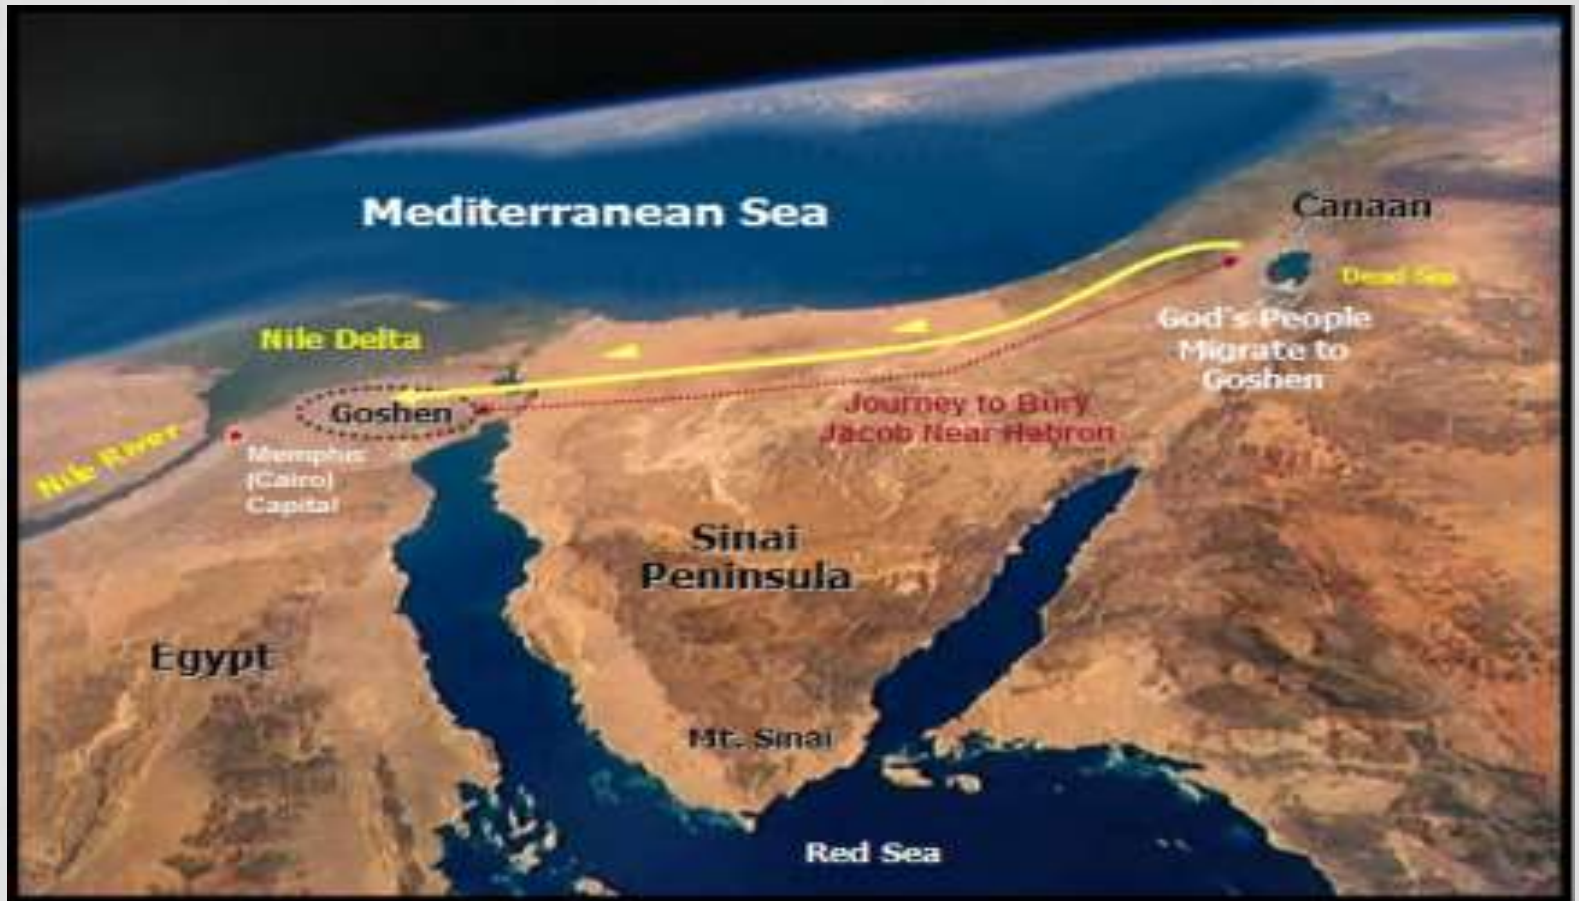 Mediterranean Sea
Canaan
Dead Sea
God's People
Migrate to
Goshen
Nile Delta
Goshen
Journey to Bury
Jacob Near Hebron
Nile River
Memphis
(Cairo)
Capital
Sinai
Peninsula
Egypt
Mt. Sinai
Red Sea